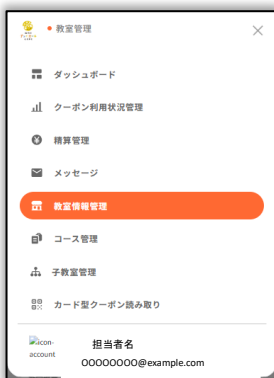 教室管理
ダッシュボード
クーポン利用状況管理
精算管理
メッセージ
教室情報管理
コース管理
子教室管理
カード型クーポン読み取り
icon-
account
担当者名
OOOOOOOO@example.com